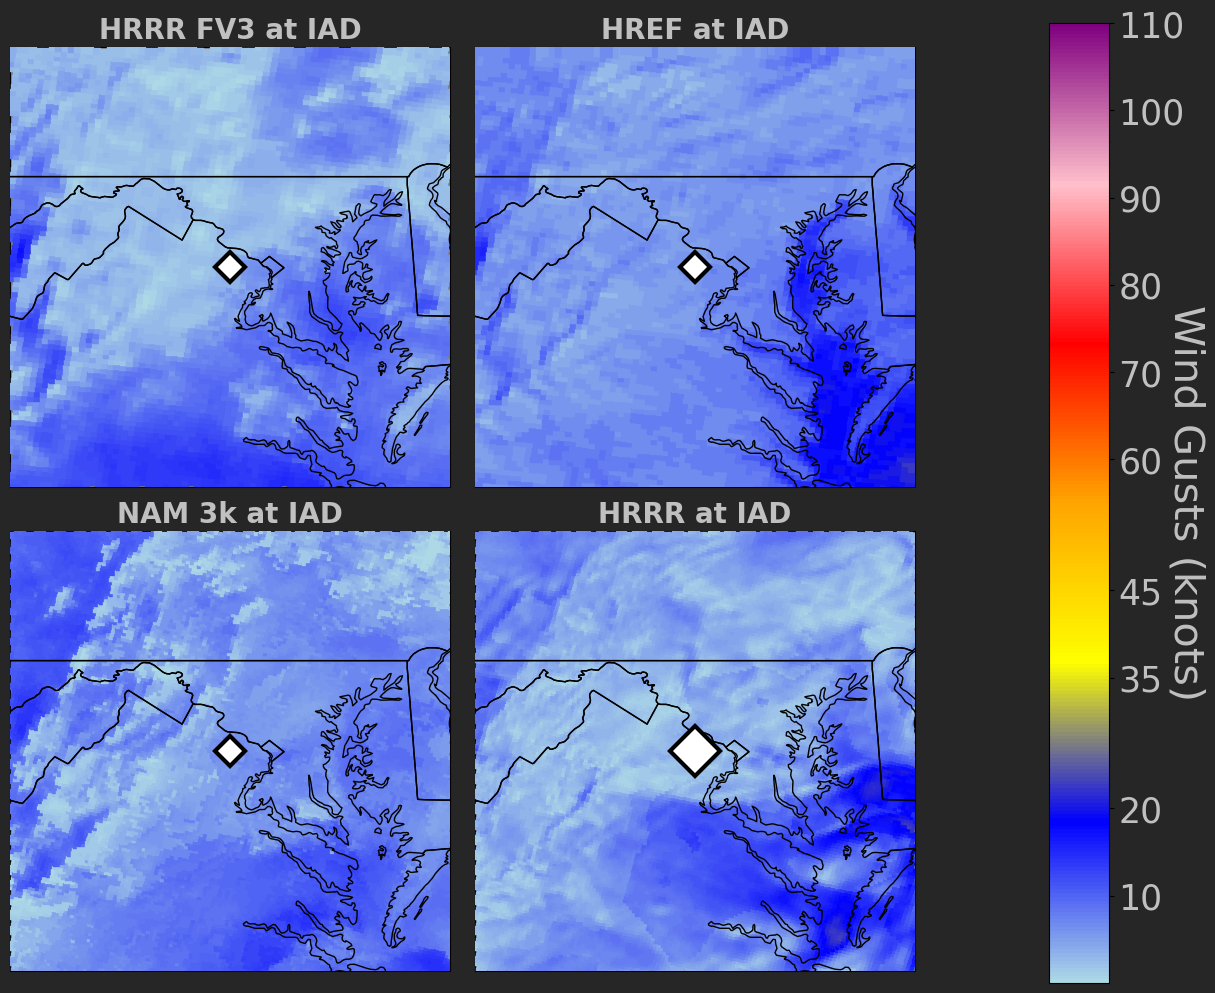 HRRR FV3 at IAD
HREF at IAD
NAM 3k at IAD
HRRR at IAD
110
100
90
80
70
60
45
35
20
10
Wind Gusts (knots)